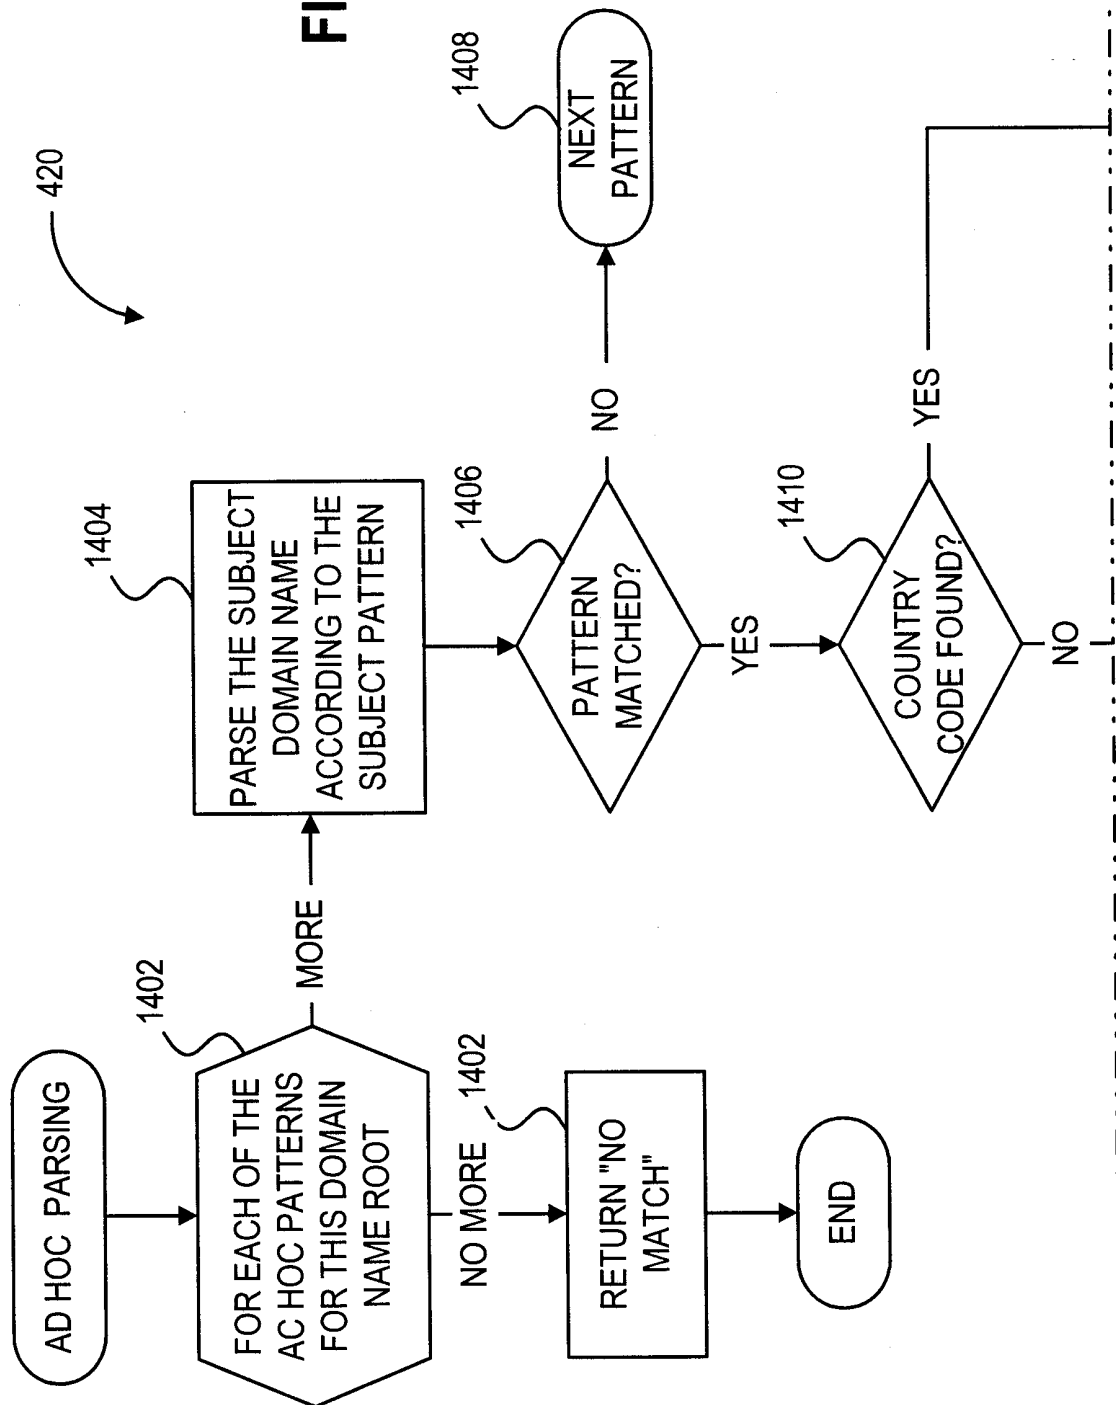 FI
420
AD HOC PARSING
1402
FOR EACH OF THE
AC HOC PATTERNS
FOR THIS DOMAIN
NAME ROOT
MORE
NO MORE
1402
RETURN "NO
MATCH"
END
1404
PARSE THE SUBJECT
DOMAIN NAME
ACCORDING TO THE
SUBJECT PATTERN
1406
PATTERN
MATCHED?
NO
1408
NEXT
PATTERN
YES
1410
COUNTRY
CODE FOUND?
YES
NO